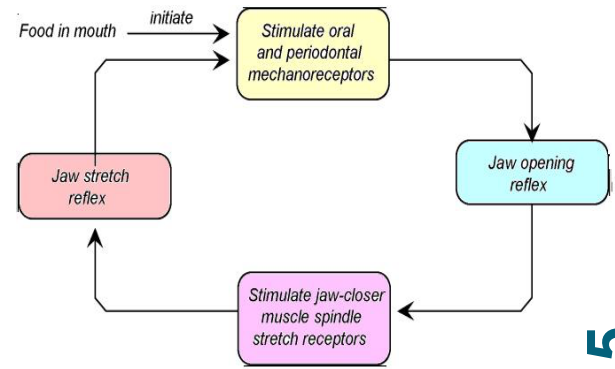 Food in mouth
initiate
Stimulate oral
and periodontal
mechanoreceptors
Jaw opening
reflex
Stimulate jaw-closer
muscle spindle
stretch receptors
Jaw stretch
reflex
5